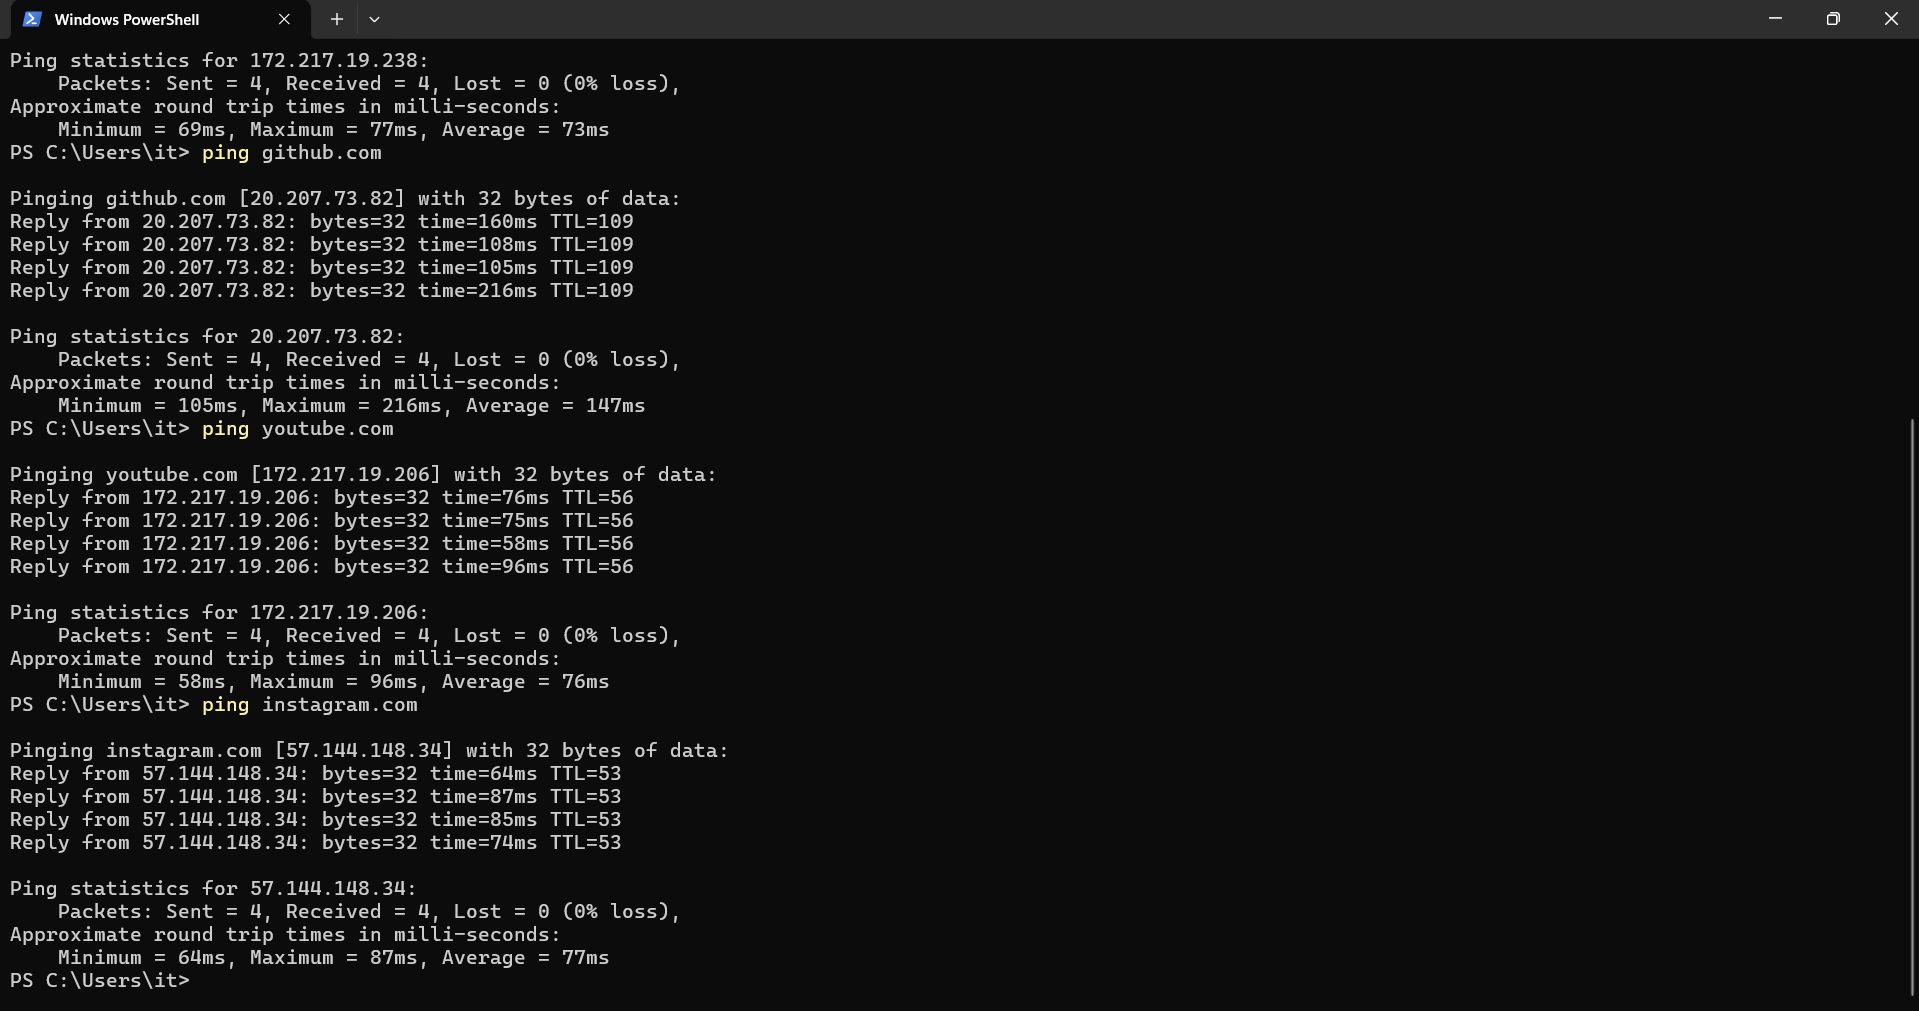 Windows PowerShell
Ping statistics for 172.217.19.238:
    Packets: Sent = 4, Received = 4, Lost = 0 (0% loss),
Approximate round trip times in milli-seconds:
    Minimum = 69ms, Maximum = 77ms, Average = 73ms
PS C:\Users\it> ping github.com

Pinging github.com [20.207.73.82] with 32 bytes of data:
Reply from 20.207.73.82: bytes=32 time=160ms TTL=109
Reply from 20.207.73.82: bytes=32 time=108ms TTL=109
Reply from 20.207.73.82: bytes=32 time=105ms TTL=109
Reply from 20.207.73.82: bytes=32 time=216ms TTL=109

Ping statistics for 20.207.73.82:
    Packets: Sent = 4, Received = 4, Lost = 0 (0% loss),
Approximate round trip times in milli-seconds:
    Minimum = 105ms, Maximum = 216ms, Average = 147ms
PS C:\Users\it> ping youtube.com

Pinging youtube.com [172.217.19.206] with 32 bytes of data:
Reply from 172.217.19.206: bytes=32 time=76ms TTL=56
Reply from 172.217.19.206: bytes=32 time=75ms TTL=56
Reply from 172.217.19.206: bytes=32 time=58ms TTL=56
Reply from 172.217.19.206: bytes=32 time=96ms TTL=56

Ping statistics for 172.217.19.206:
    Packets: Sent = 4, Received = 4, Lost = 0 (0% loss),
Approximate round trip times in milli-seconds:
    Minimum = 58ms, Maximum = 96ms, Average = 76ms
PS C:\Users\it> ping instagram.com

Pinging instagram.com [57.144.148.34] with 32 bytes of data:
Reply from 57.144.148.34: bytes=32 time=64ms TTL=53
Reply from 57.144.148.34: bytes=32 time=87ms TTL=53
Reply from 57.144.148.34: bytes=32 time=85ms TTL=53
Reply from 57.144.148.34: bytes=32 time=74ms TTL=53

Ping statistics for 57.144.148.34:
    Packets: Sent = 4, Received = 4, Lost = 0 (0% loss),
Approximate round trip times in milli-seconds:
    Minimum = 64ms, Maximum = 87ms, Average = 77ms
PS C:\Users\it>